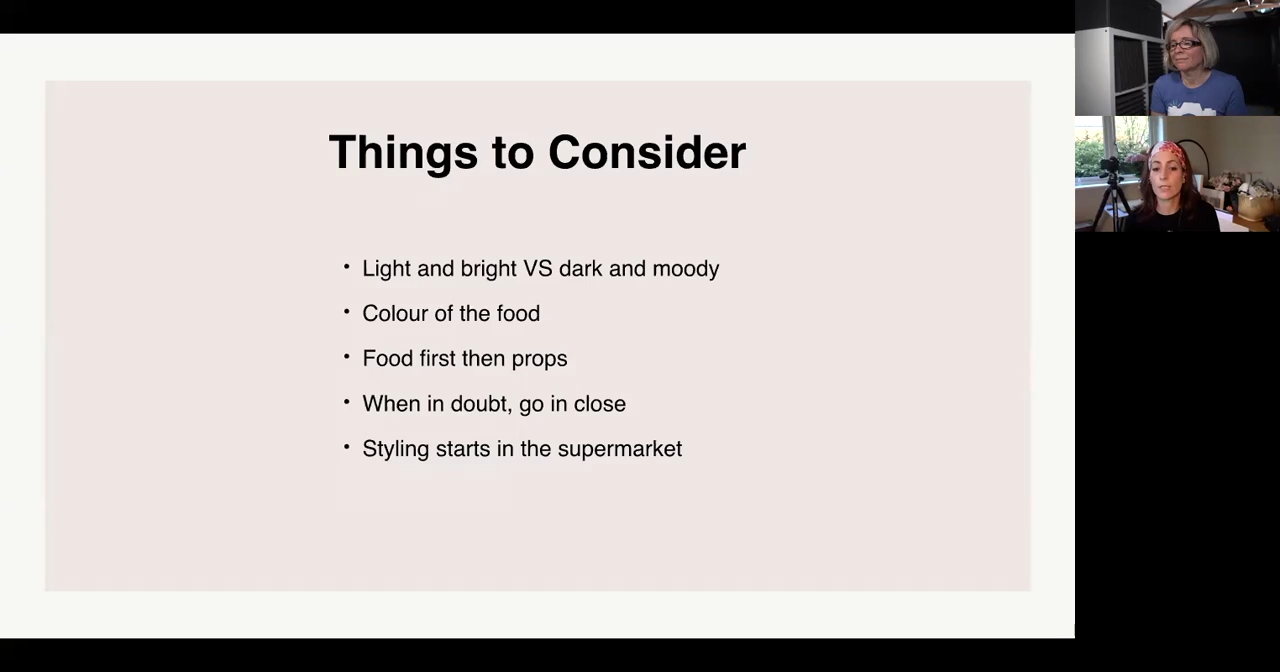 Things to Consider
• Light and bright VS dark and moody
• Colour of the food
• Food first then props
• When in doubt, go in close
• Styling starts in the supermarket